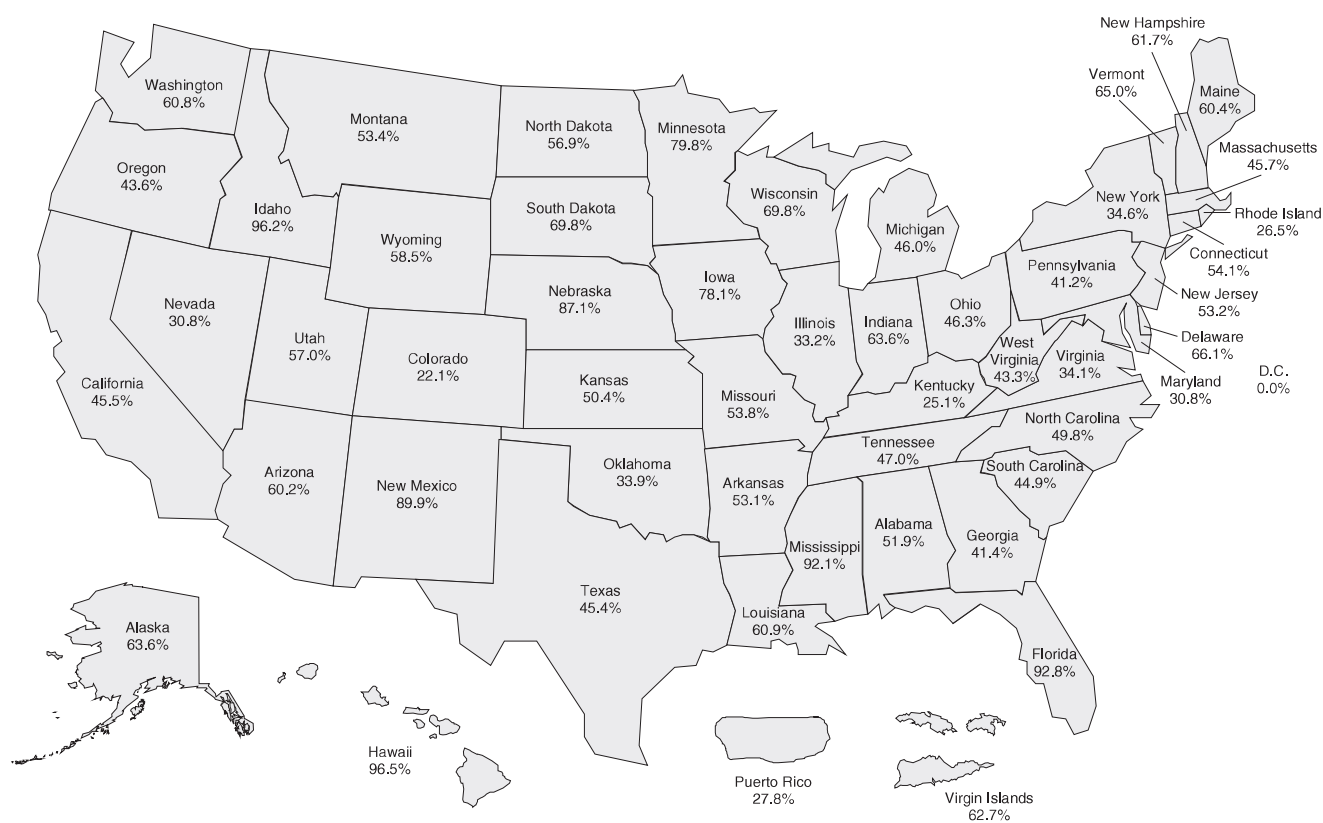 New Hampshire
61.7%
Vermont
65.0%
Washington
60.8%
Maine
60.4%
Montana
53.4%
North Dakota
56.9%
Minnesota
79.8%
Massachusetts
45.7%
Oregon
43.6%
Idaho
96.2%
Wisconsin
69.8%
New York
34.6%
South Dakota
69.8%
Rhode Island
26.5%
Wyoming
58.5%
Michigan
46.0%
Connecticut
54.1%
Pennsylvania
41.2%
Iowa
78.1%
Nebraska
87.1%
New Jersey
53.2%
Nevada
30.8%
Ohio
46.3%
Utah
57.0%
Illinois
33.2%
Indiana
63.6%
Delaware
66.1%
West
Virginia
43.3%
Virginia
34.1%
Colorado
22.1%
D.C.
0.0%
California
45.5%
Kansas
50.4%
Kentucky
25.1%
Maryland
30.8%
Missouri
53.8%
North Carolina
49.8%
Tennessee
47.0%
Oklahoma
33.9%
South Carolina
44.9%
Arizona
60.2%
New Mexico
89.9%
Arkansas
53.1%
Alabama
51.9%
Georgia
41.4%
Mississippi
92.1%
Texas
45.4%
Louisiana
60.9%
Alaska
63.6%
Florida
92.8%
Hawaii
96.5%
Puerto Rico
27.8%
Virgin Islands
62.7%